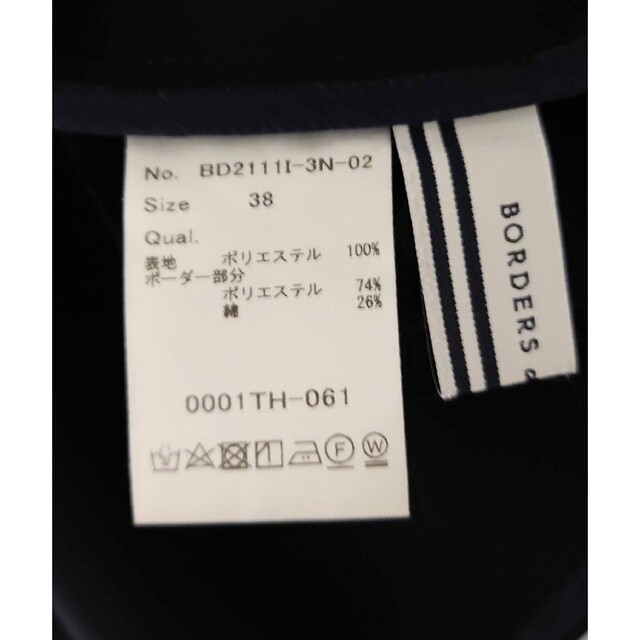 No. BD2111I-3N-02
Size 38
Qual.
表地 ポリエステル 100%
ボーダー部分
ポリエステル 74%
綿 26%
0001TH-061
F W
BORDERS